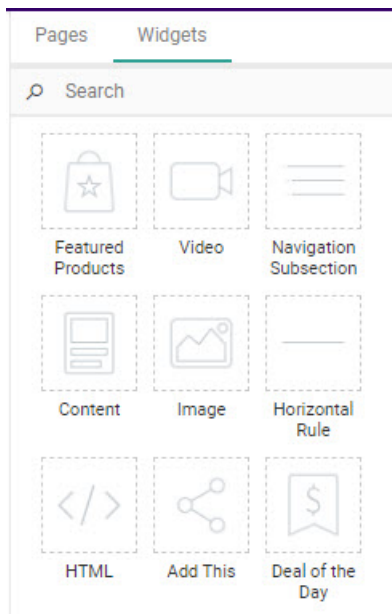 Pages Widgets
Search
Featured Products
Video
Navigation Subsection
Content
Image
Horizontal Rule
</>
$
HTML
Add This
Deal of the Day